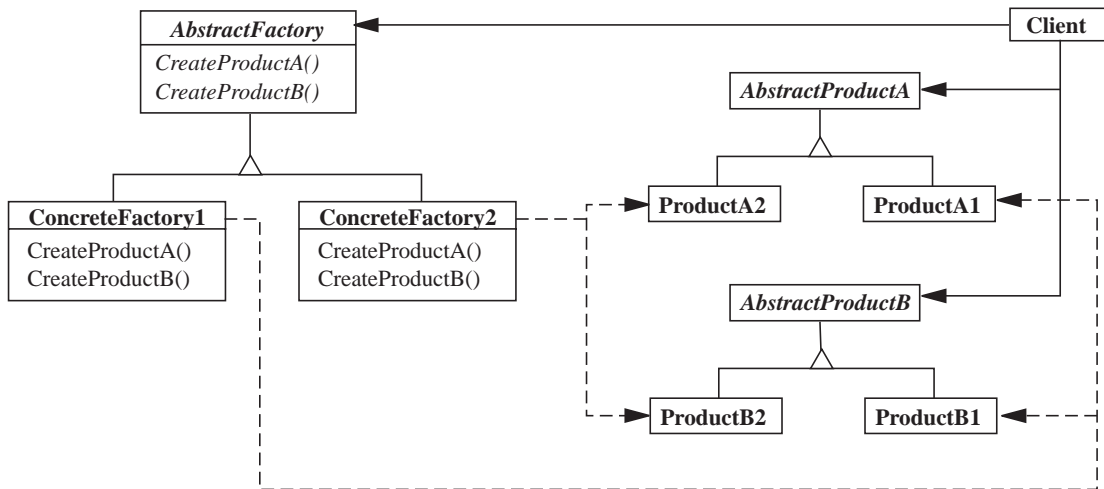 AbstractFactory
CreateProductA()
CreateProductB()
Client
AbstractProductA
ProductA2
ProductA1
ConcreteFactory1
CreateProductA()
CreateProductB()
ConcreteFactory2
CreateProductA()
CreateProductB()
AbstractProductB
ProductB2
ProductB1